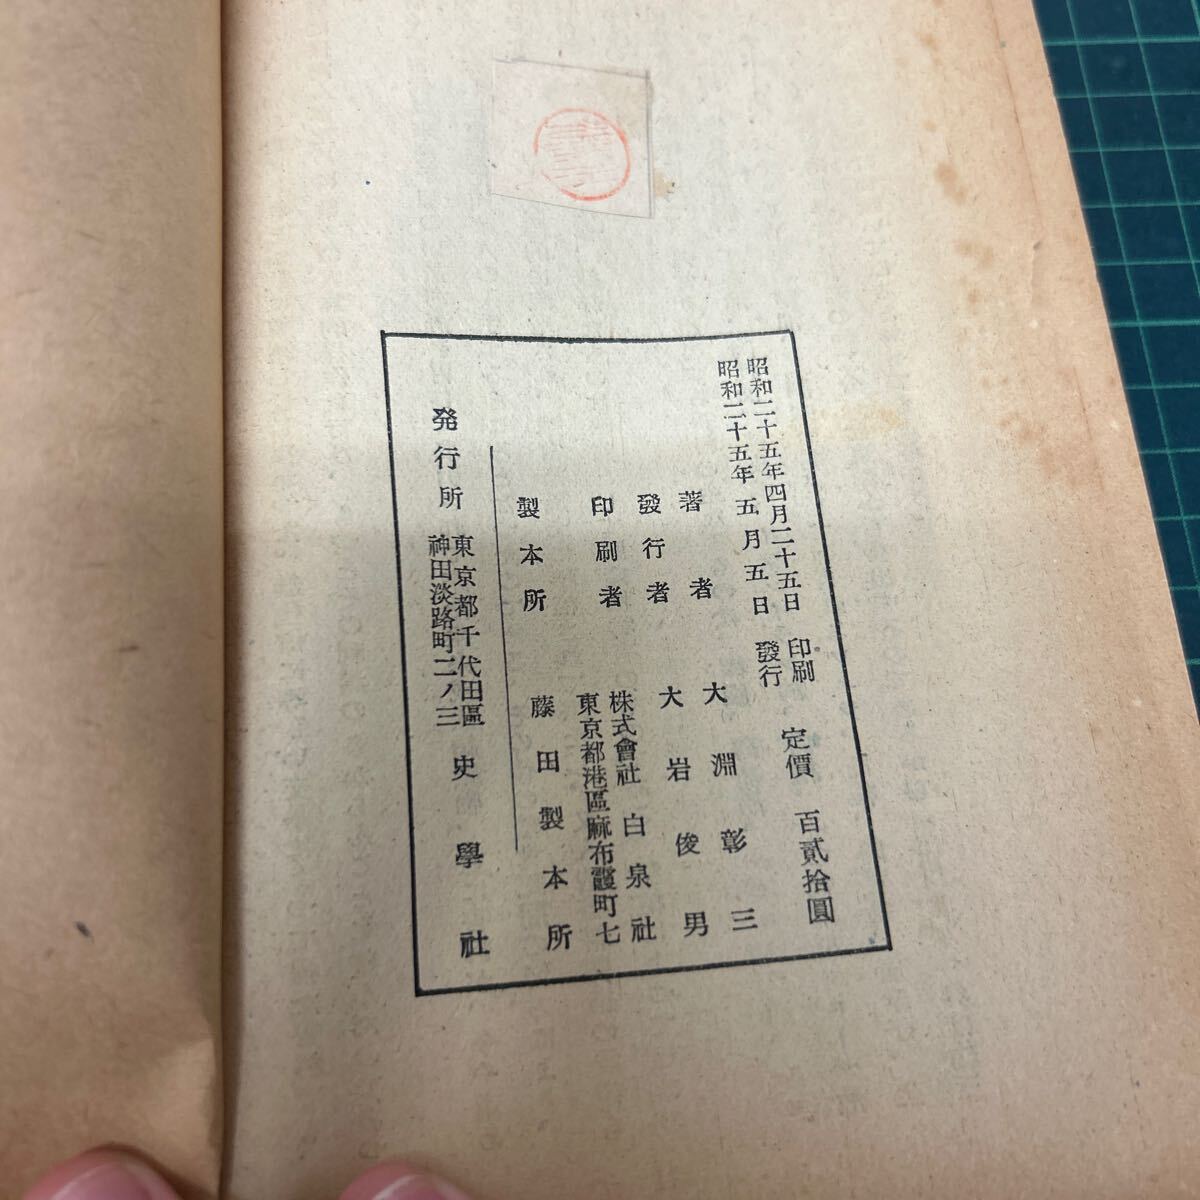 昭和二十五年四月二十五日 印刷
昭和二十五年五月五日 發行
定價 百貳拾圓
著者 大淵彰三
發行者 大岩俊男
印刷者 株式會社 白泉社
東京都港區麻布霞町七
製本所 藤田製本所
発行所 東京都千代田區
神田淡路町二ノ三
史學社